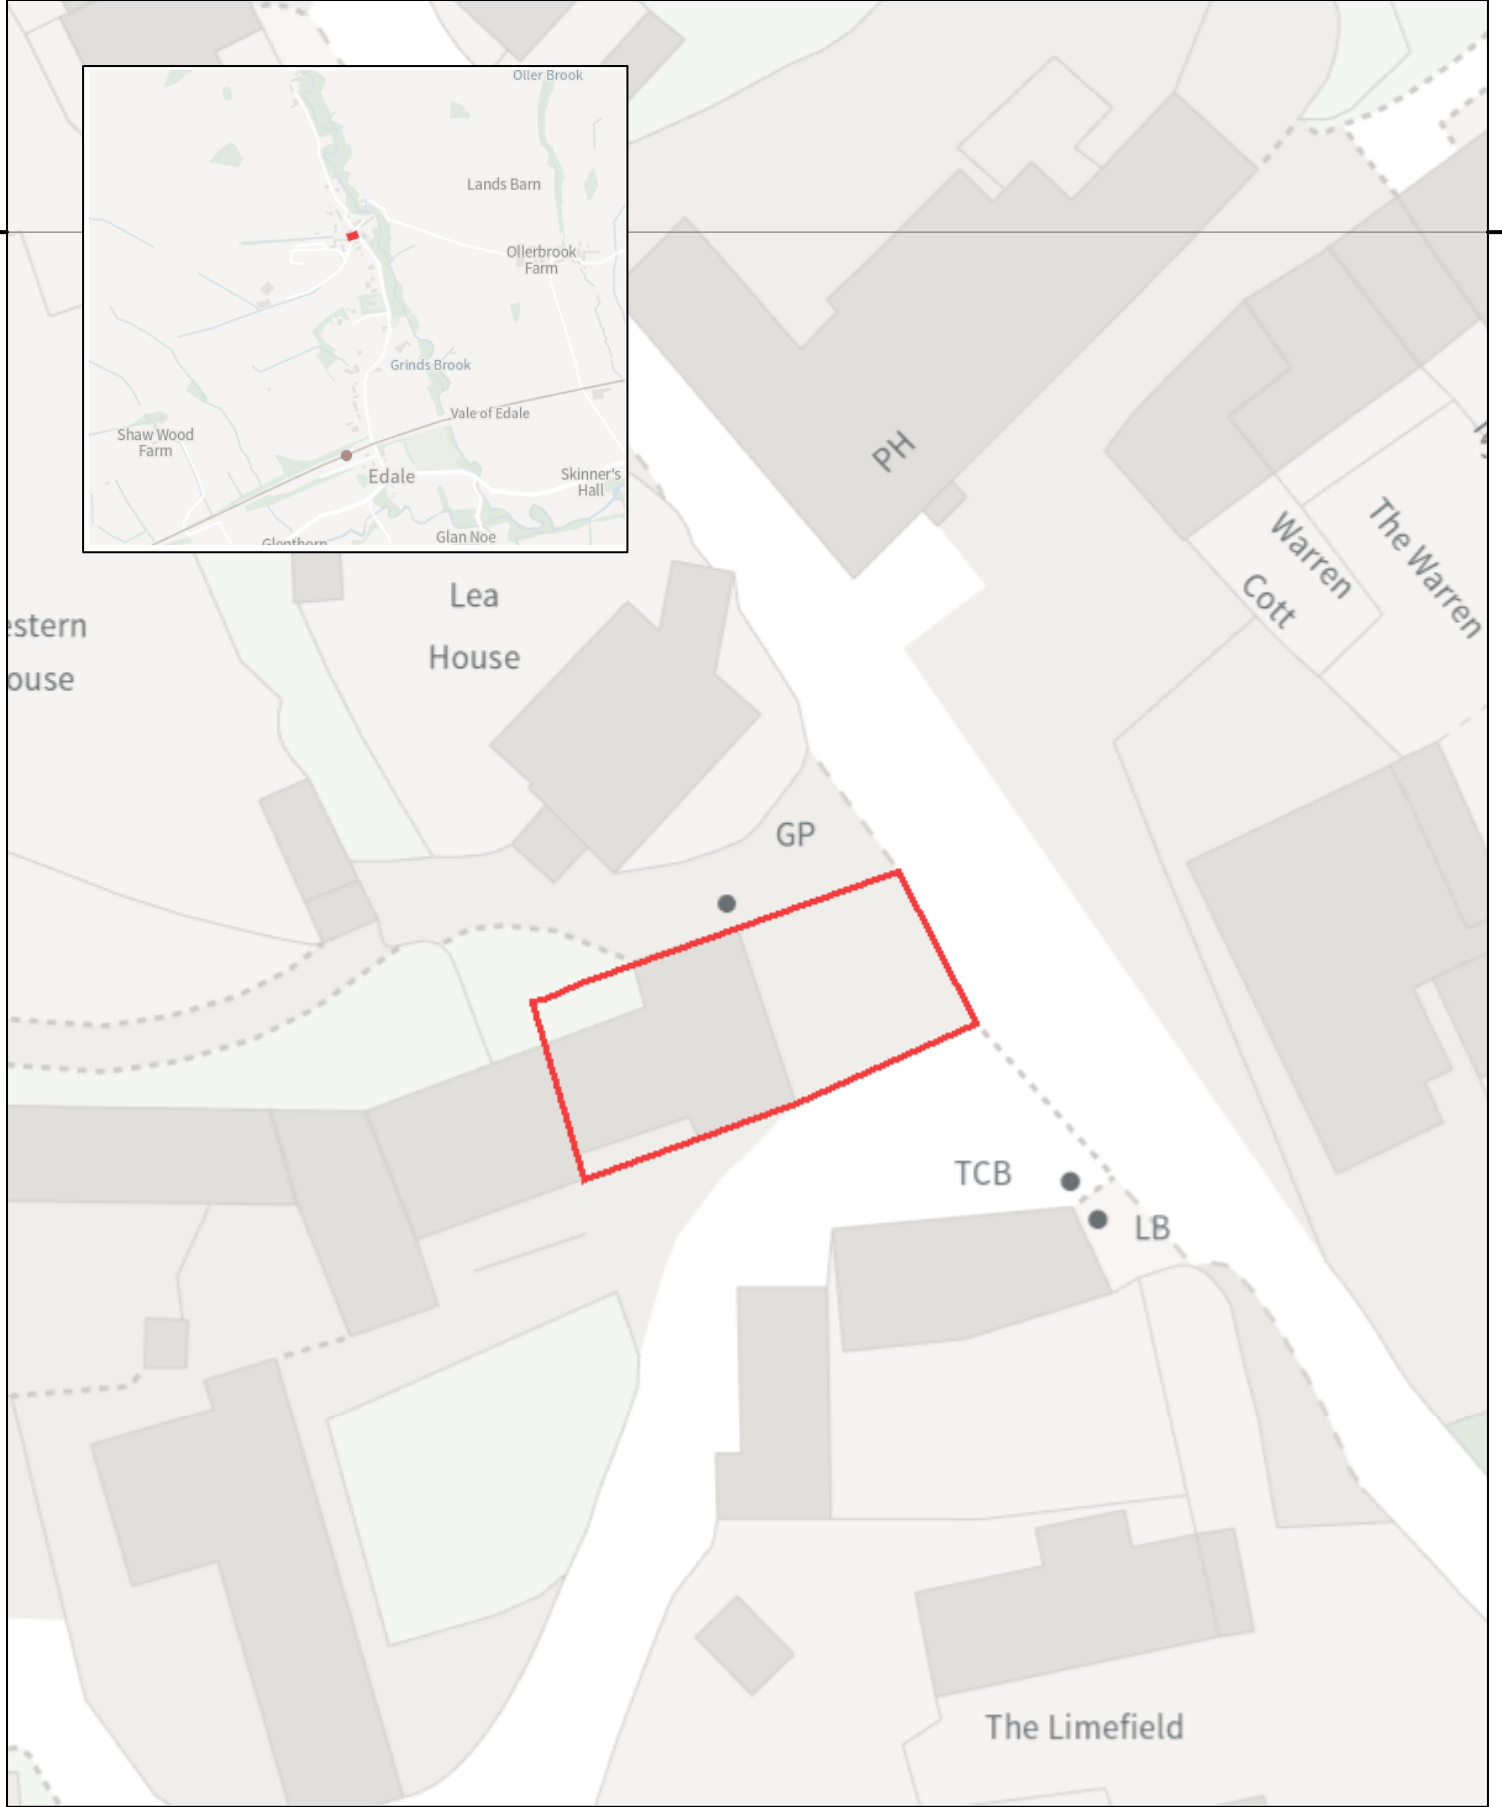 Oller Brook
Lands Barn
Ollerbrook
Farm
Grinds Brook
Vale of Edale
Shaw Wood
Farm
Edale
Skinner's
Hall
Glenthorn
Glan Noe
PH
The Warren
Warren
Cott
Lea
House
estern
ouse
GP
TCB
LB
The Limefield